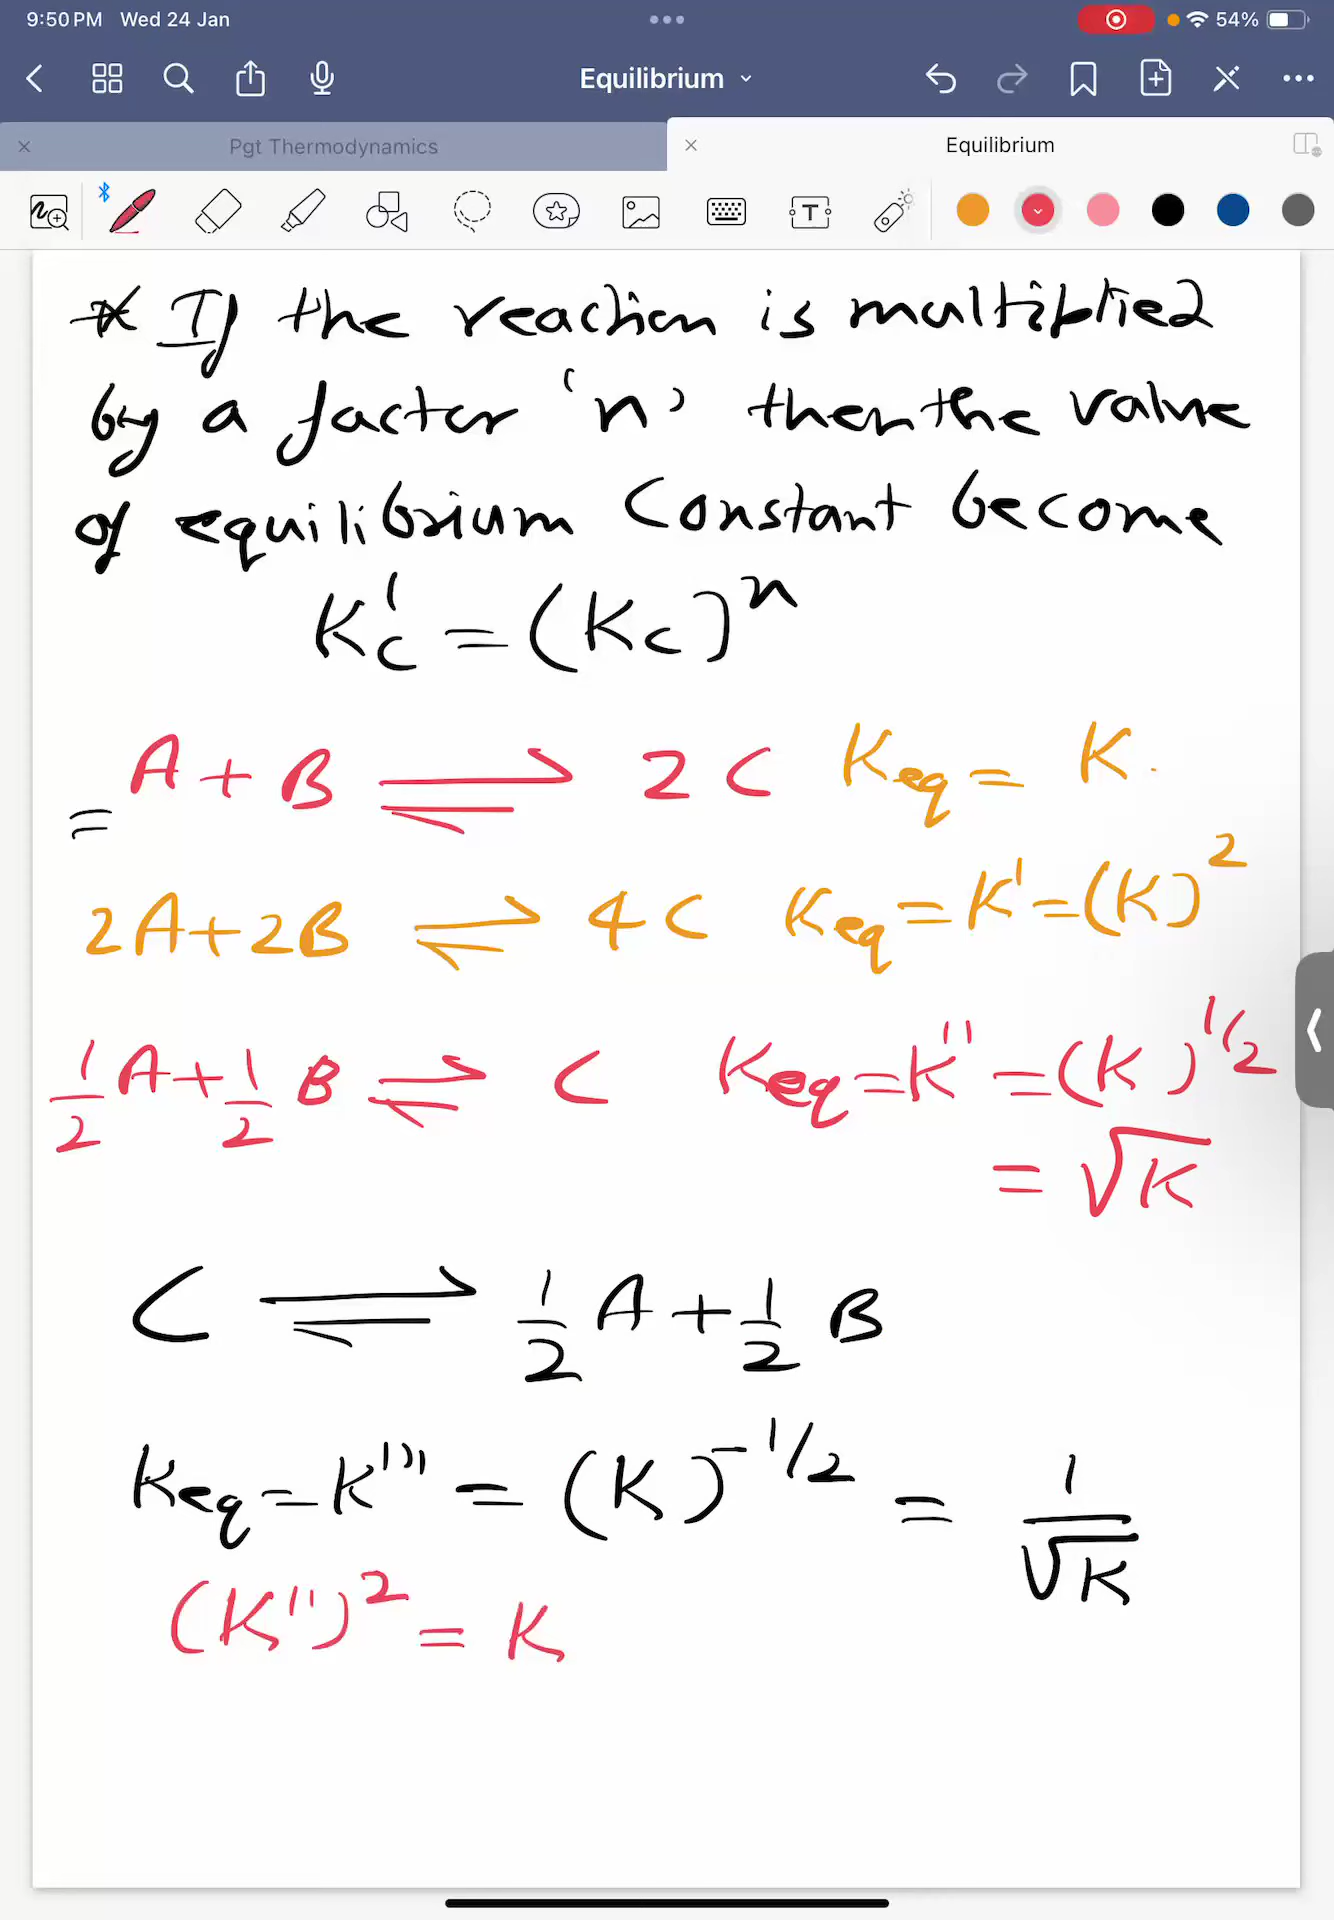 9:50 PM Wed 24 Jan 54%
Equilibrium
Pgt Thermodynamics Equilibrium
* If the reaction is multiplied
by a factor 'n' then the value
of equilibrium Constant become
Kc' = (Kc)ⁿ
= A + B ⇌ 2C Keq = K.
2A + 2B ⇌ 4C Keq = K' = (K)²
1/2 A + 1/2 B ⇌ C Keq = K'' = (K)^1/2
= √K
C ⇌ 1/2 A + 1/2 B
Keq = K''' = (K)^-1/2 = 1/√K
(K'')² = K